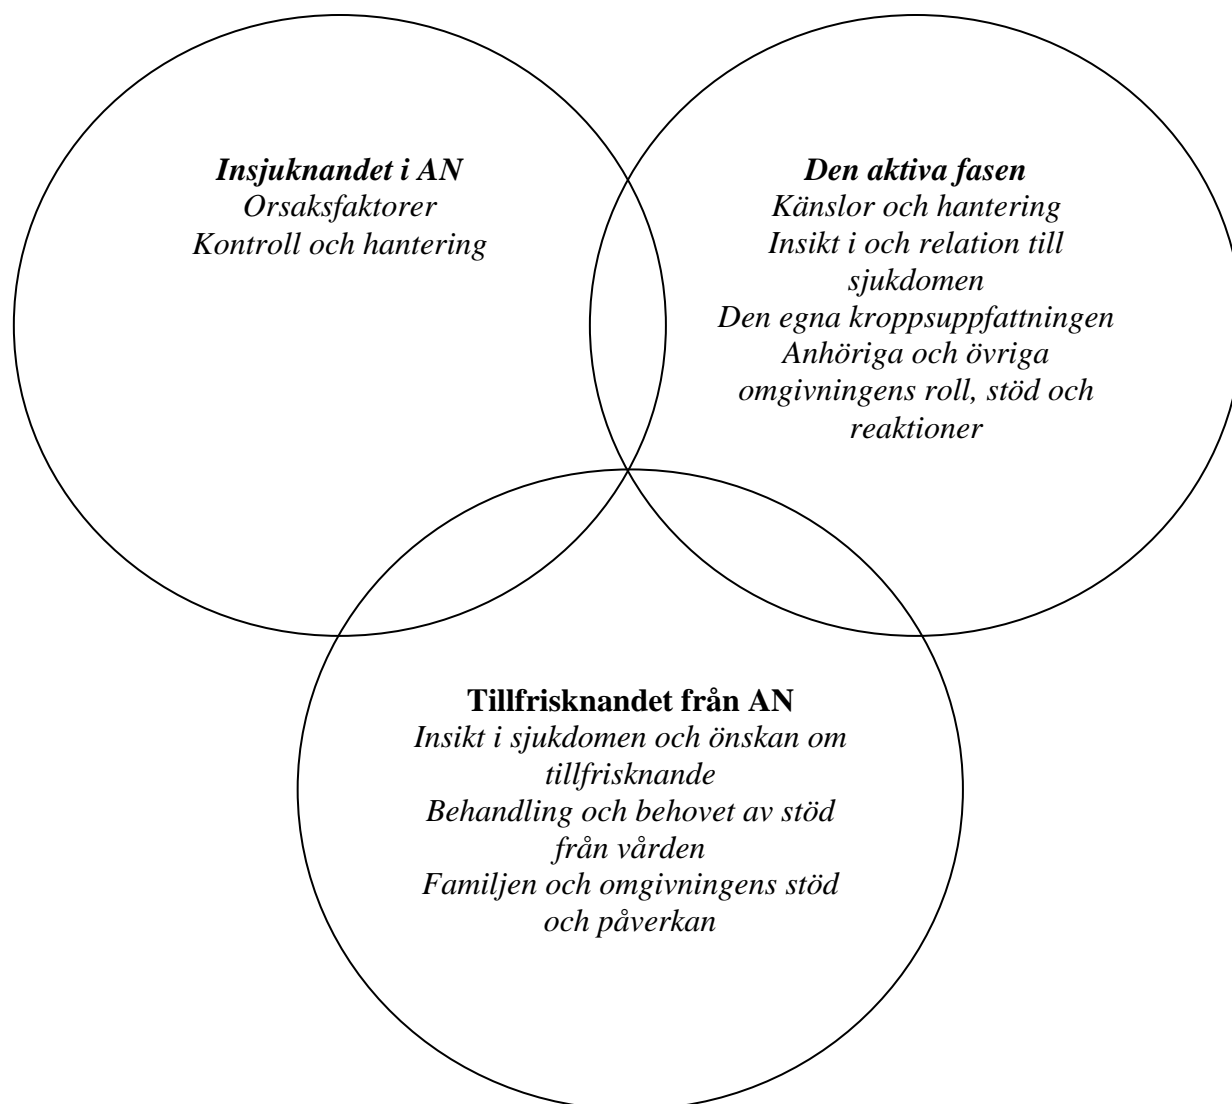 Insjuknandet i AN
Orsaksfaktorer
Kontroll och hantering
Den aktiva fasen
Känslor och hantering
Insikt i och relation till
sjukdomen
Den egna kroppsuppfattningen
Anhöriga och övriga
omgivningens roll, stöd och
reaktioner
Tillfrisknandet från AN
Insikt i sjukdomen och önskan om
tillfrisknande
Behandling och behovet av stöd
från vården
Familjen och omgivningens stöd
och påverkan